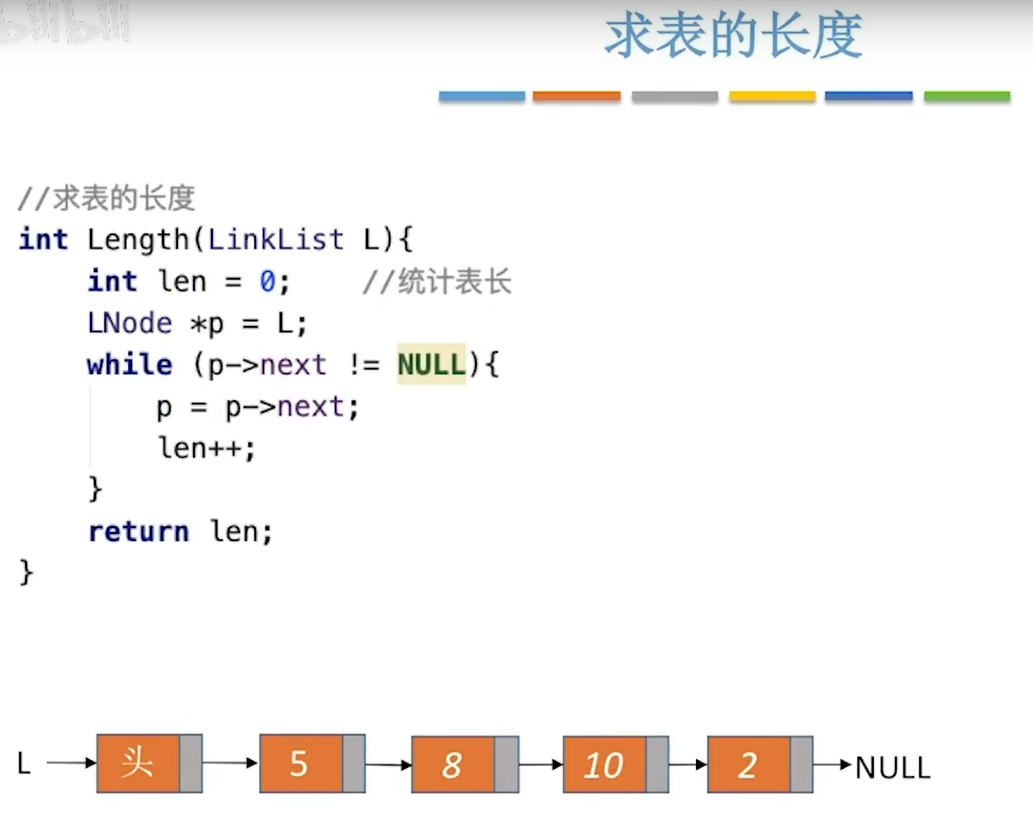 bilibili
求表的长度
//求表的长度
int Length(LinkList L){
    int len = 0;    //统计表长
    LNode *p = L;
    while (p->next != NULL){
        p = p->next;
        len++;
    }
    return len;
}
L 头 5 8 10 2 NULL